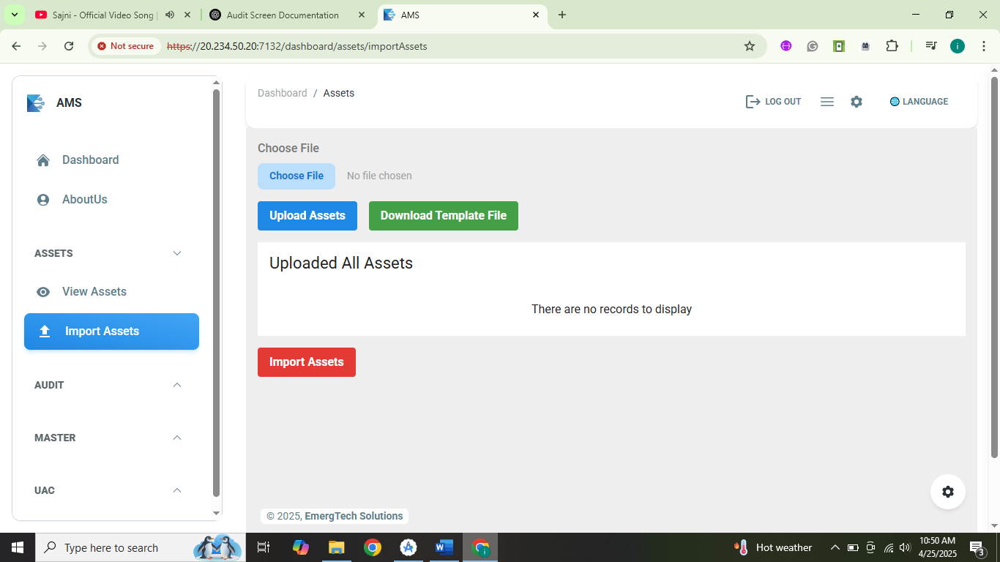 Sajni - Official Video Song |
Audit Screen Documentation
AMS
Not secure
https://20.234.50.20:7132/dashboard/assets/importAssets
i
AMS
Dashboard
AboutUs
ASSETS
View Assets
Import Assets
AUDIT
MASTER
UAC
Dashboard / Assets
LOG OUT
LANGUAGE
Choose File
Choose File No file chosen
Upload Assets
Download Template File
Uploaded All Assets
There are no records to display
Import Assets
© 2025, EmergTech Solutions
Type here to search
Hot weather
10:50 AM
4/25/2025
3